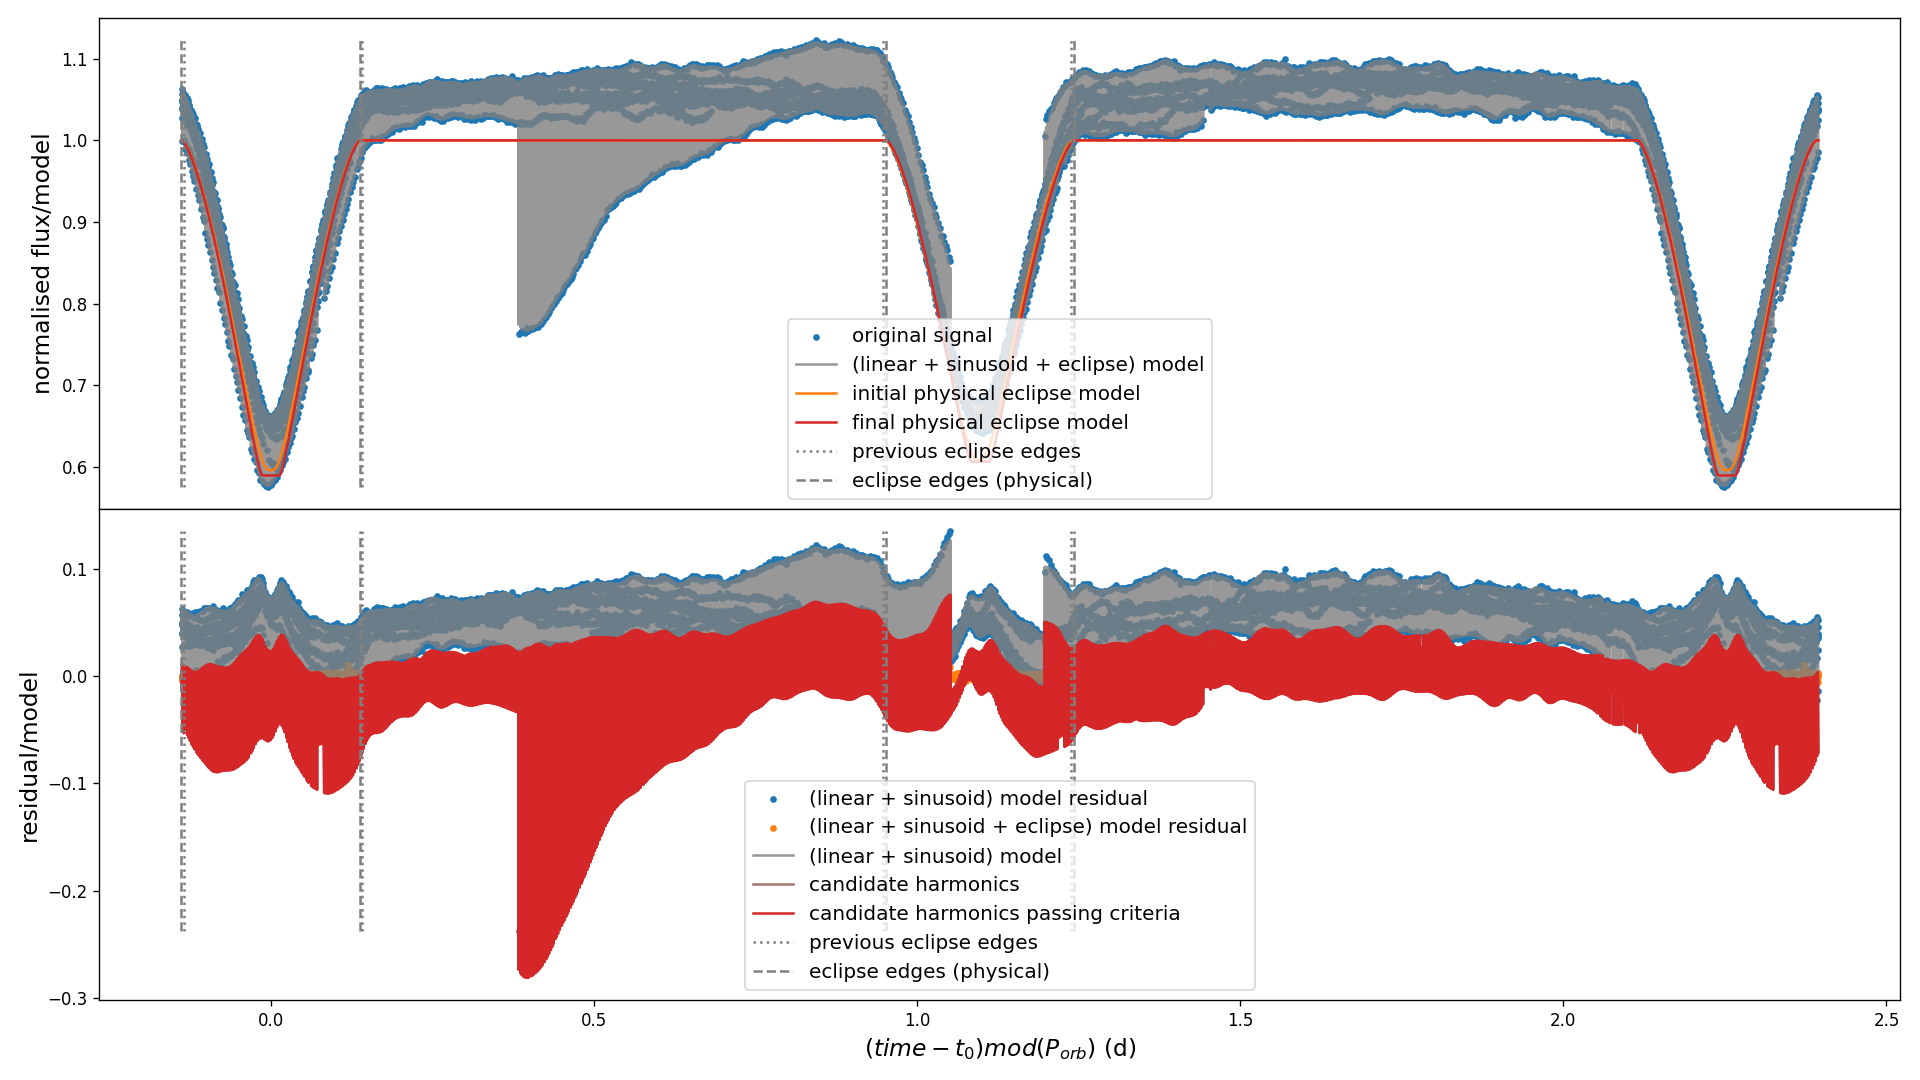 1.1
1.0
0.9
0.8
0.7
0.6
normalised flux/model
original signal
(linear + sinusoid + eclipse) model
initial physical eclipse model
final physical eclipse model
previous eclipse edges
eclipse edges (physical)
0.1
0.0
−0.1
−0.2
−0.3
residual/model
(linear + sinusoid) model residual
(linear + sinusoid + eclipse) model residual
(linear + sinusoid) model
candidate harmonics
candidate harmonics passing criteria
previous eclipse edges
eclipse edges (physical)
0.0 0.5 1.0 1.5 2.0 2.5
(time − t₀)mod(Pₒᵣb) (d)